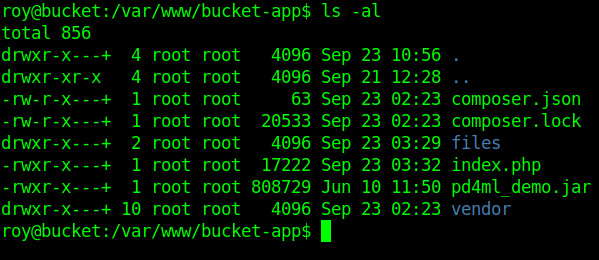 roy@bucket:/var/www/bucket-app$ ls -al
total 856
drwxr-x---+  4 root root   4096 Sep 23 10:56 .
drwxr-xr-x   4 root root   4096 Sep 21 12:28 ..
-rw-r-x---+  1 root root     63 Sep 23 02:23 composer.json
-rw-r-x---+  1 root root  20533 Sep 23 02:23 composer.lock
drwxr-x---+  2 root root   4096 Sep 23 03:29 files
-rwxr-x---+  1 root root  17222 Sep 23 03:32 index.php
-rwxr-x---+  1 root root 808729 Jun 10 11:50 pd4ml_demo.jar
drwxr-x---+ 10 root root   4096 Sep 23 02:23 vendor
roy@bucket:/var/www/bucket-app$